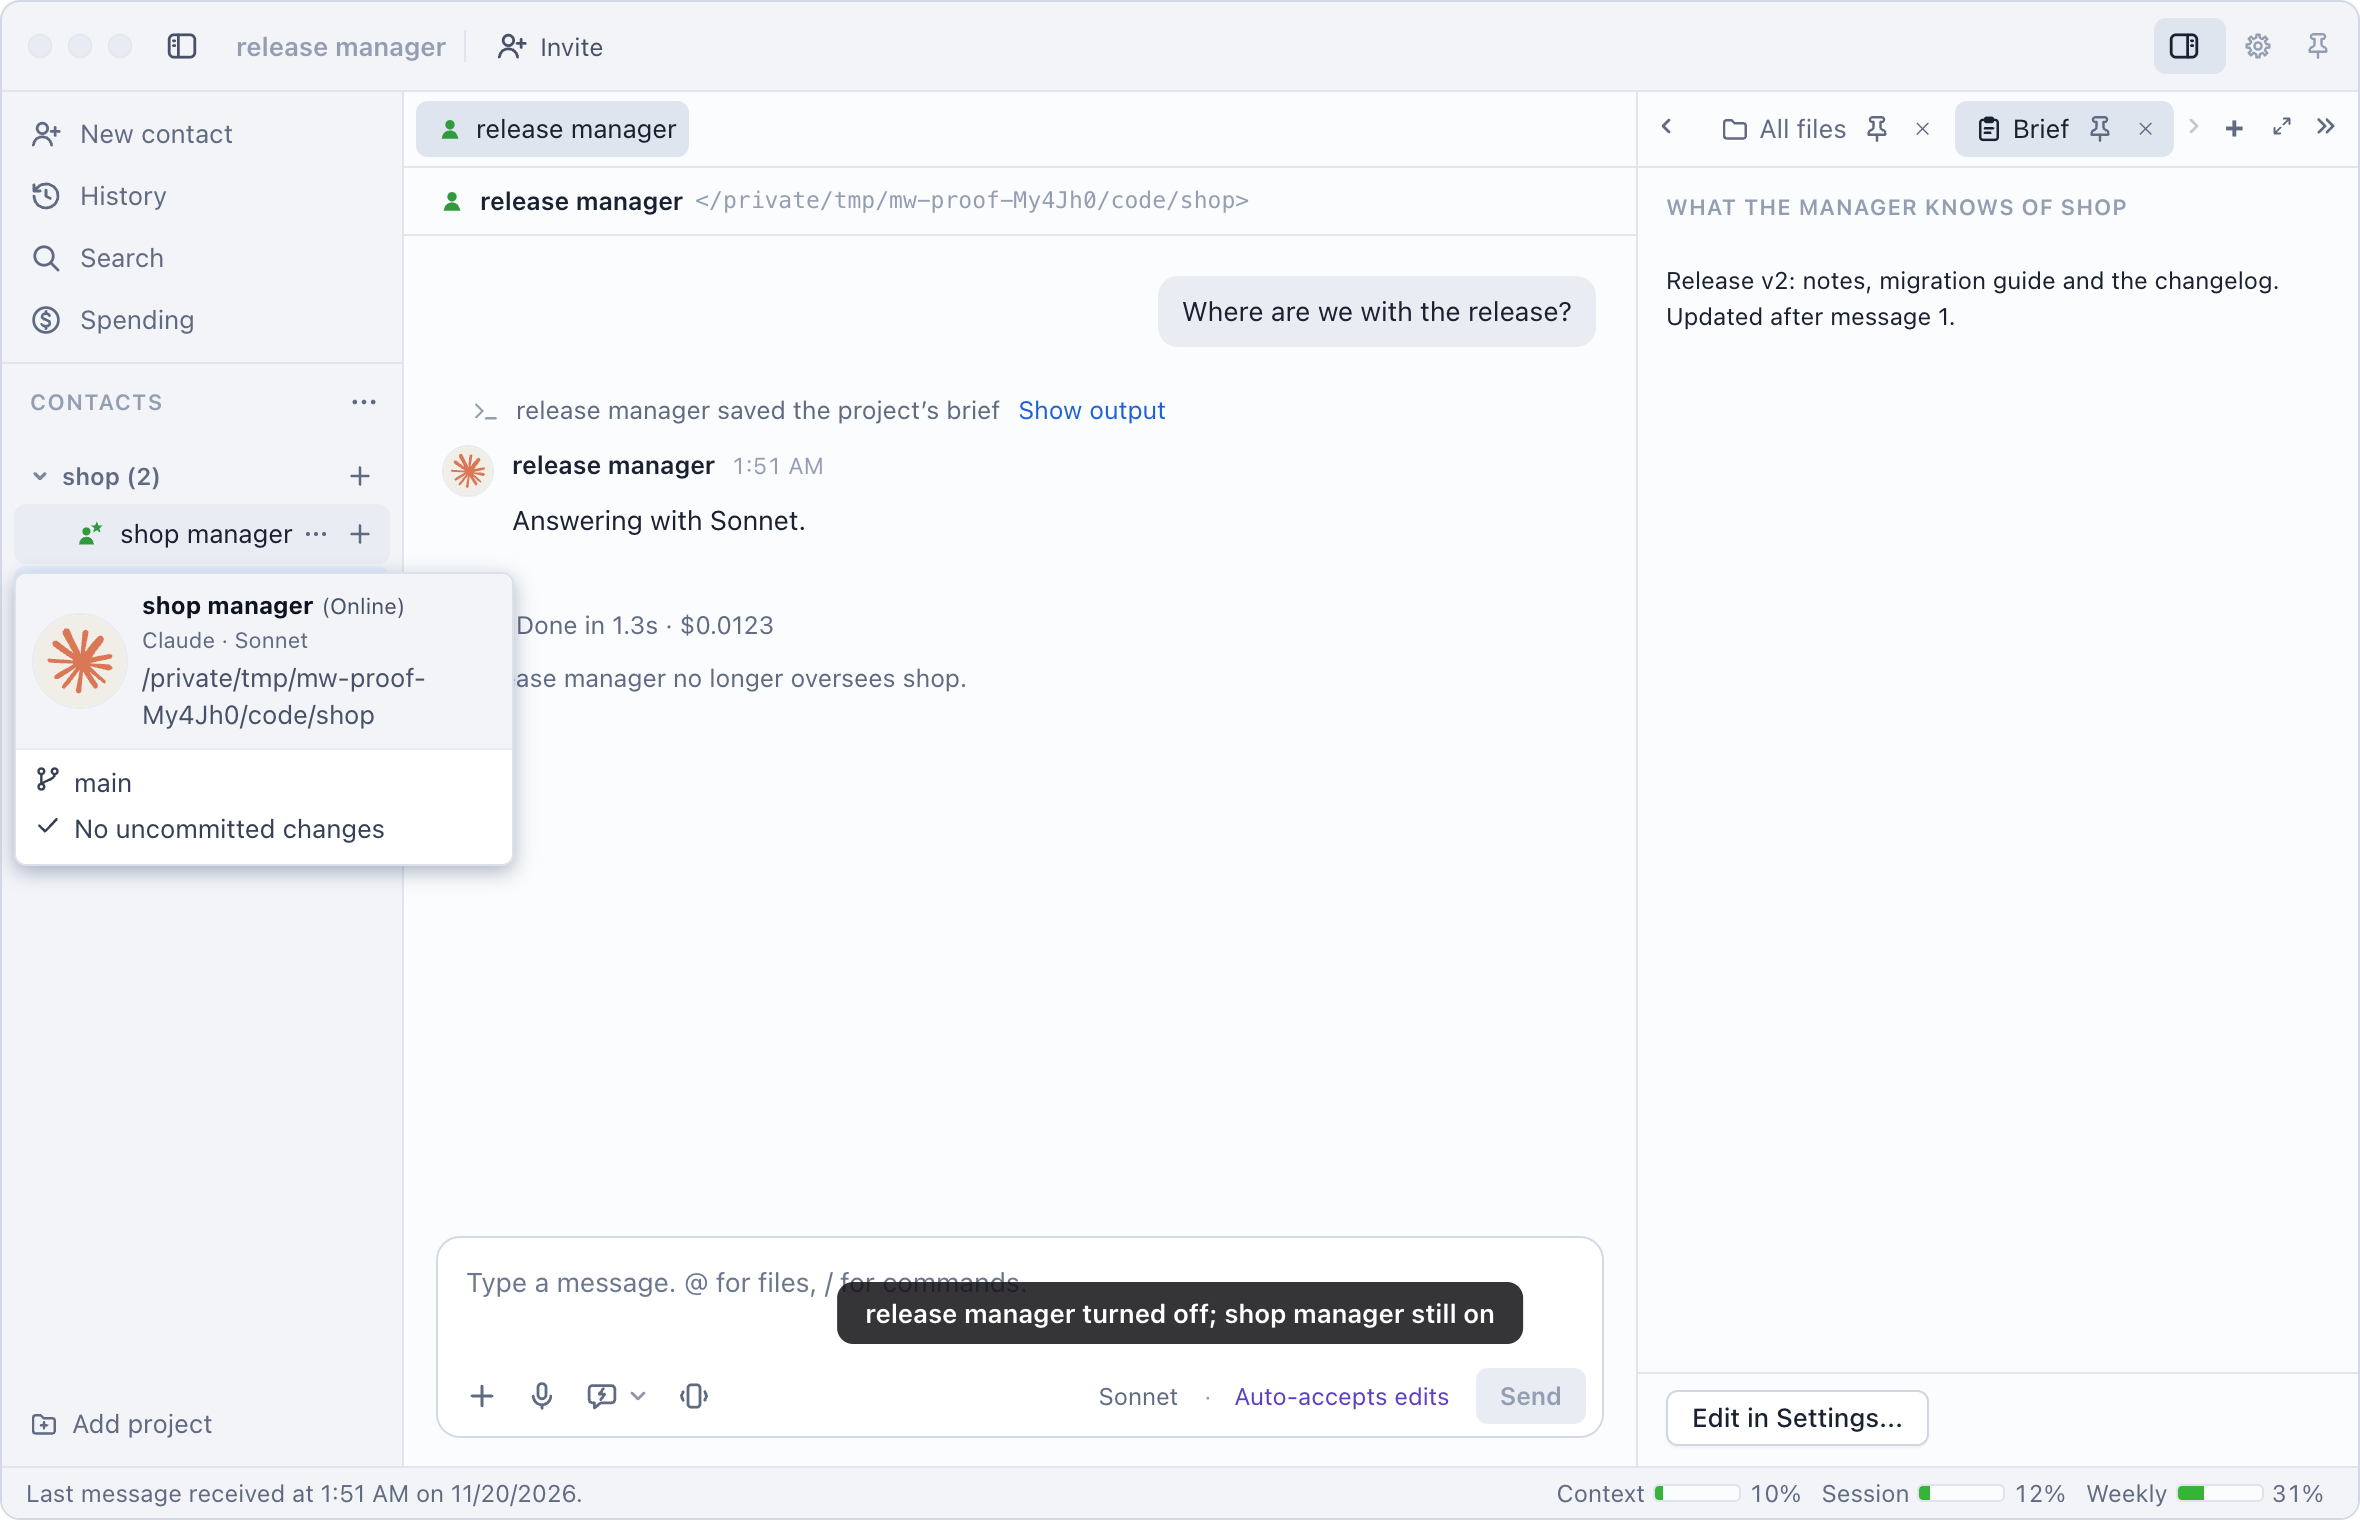 release manager
Invite
New contact
History
Search
Spending
CONTACTS
shop (2)
shop manager
shop manager (Online)
Claude · Sonnet
/private/tmp/mw-proof-
My4Jh0/code/shop
main
No uncommitted changes
Add project
release manager
release manager </private/tmp/mw-proof-My4Jh0/code/shop>
Where are we with the release?
release manager saved the project’s brief Show output
release manager 1:51 AM
Answering with Sonnet.
Done in 1.3s · $0.0123
ase manager no longer oversees shop.
Type a message. @ for files, / for commands.
release manager turned off; shop manager still on
Sonnet · Auto-accepts edits Send
All files
Brief
WHAT THE MANAGER KNOWS OF SHOP
Release v2: notes, migration guide and the changelog.
Updated after message 1.
Edit in Settings...
Last message received at 1:51 AM on 11/20/2026.
Context 10% Session 12% Weekly 31%